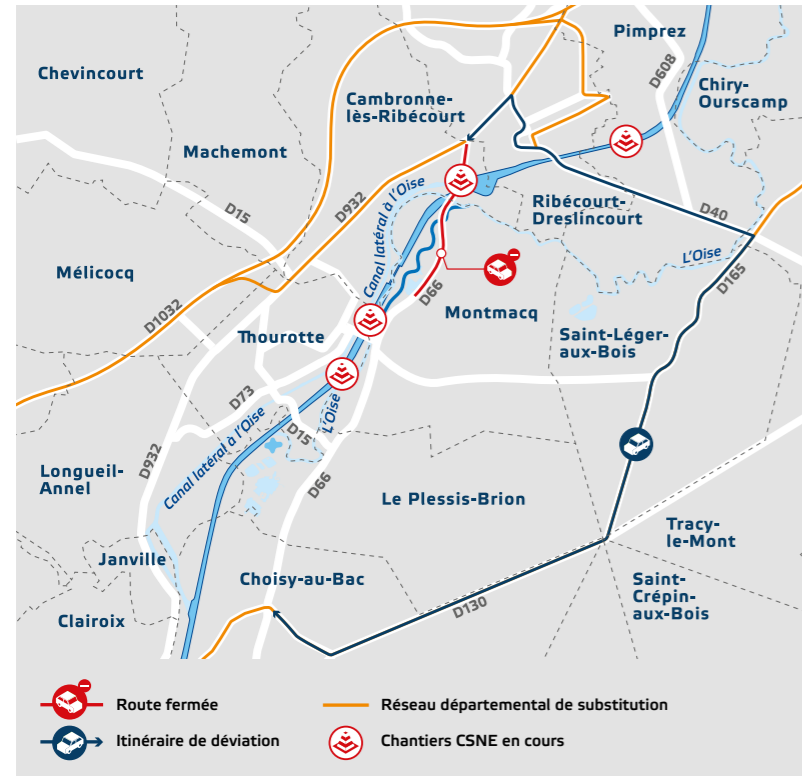 Pimprez
D608
Chevincourt
Chiry-
Ourscamp
Cambronne-
lès-Ribécourt
Machemont
D15
D932
Canal latéral à l'Oise
Ribécourt-
Dreslincourt
D40
L'Oise
D165
Mélicocq
D66
Montmacq
D1032
Thourotte
Saint-Léger-
aux-Bois
D73
L'Oise
Canal latéral à l'Oise
D15
D932
D66
Longueil-
Annel
Le Plessis-Brion
Tracy-
le-Mont
Janville
Choisy-au-Bac
Saint-
Crépin-
aux-Bois
D130
Clairoix
Route fermée
Réseau départemental de substitution
Itinéraire de déviation
Chantiers CSNE en cours